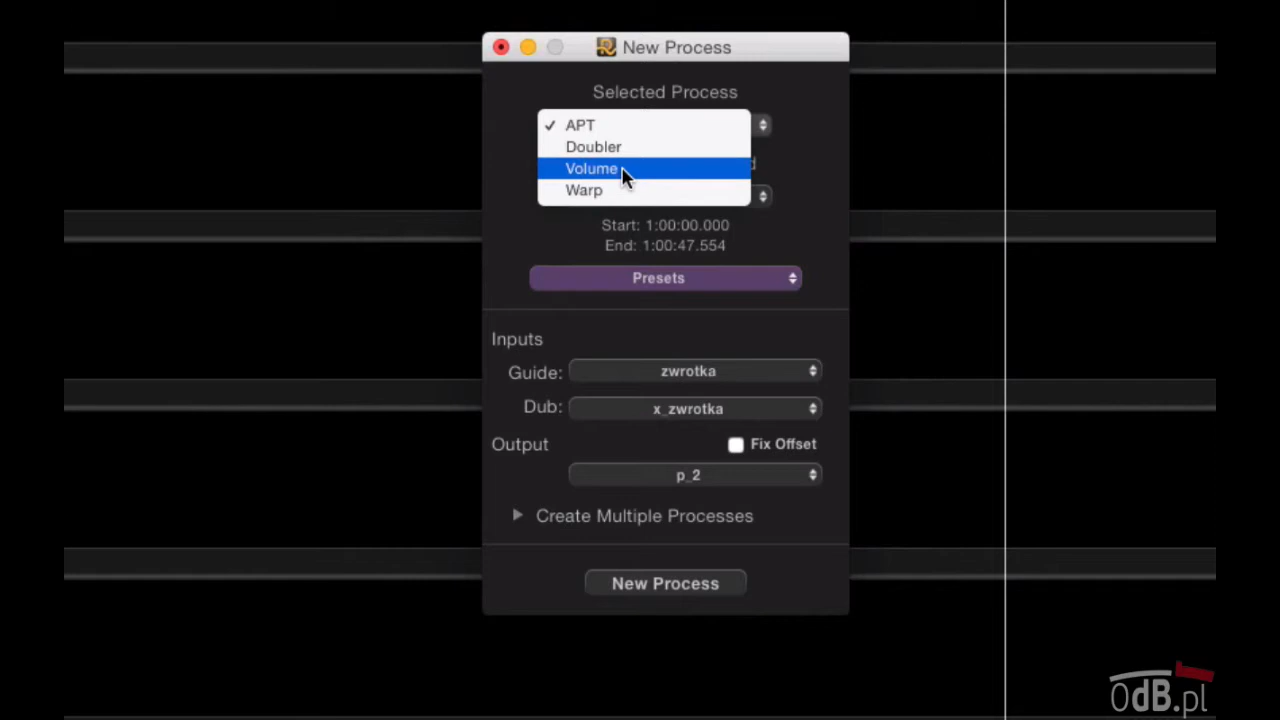 New Process
Selected Process
✓ APT
Doubler
Volume
Warp
Start: 1:00:00.000
End: 1:00:47.554
Presets
Inputs
Guide: zwrotka
Dub: x_zwrotka
Output Fix Offset
p_2
Create Multiple Processes
New Process
0dB.pl